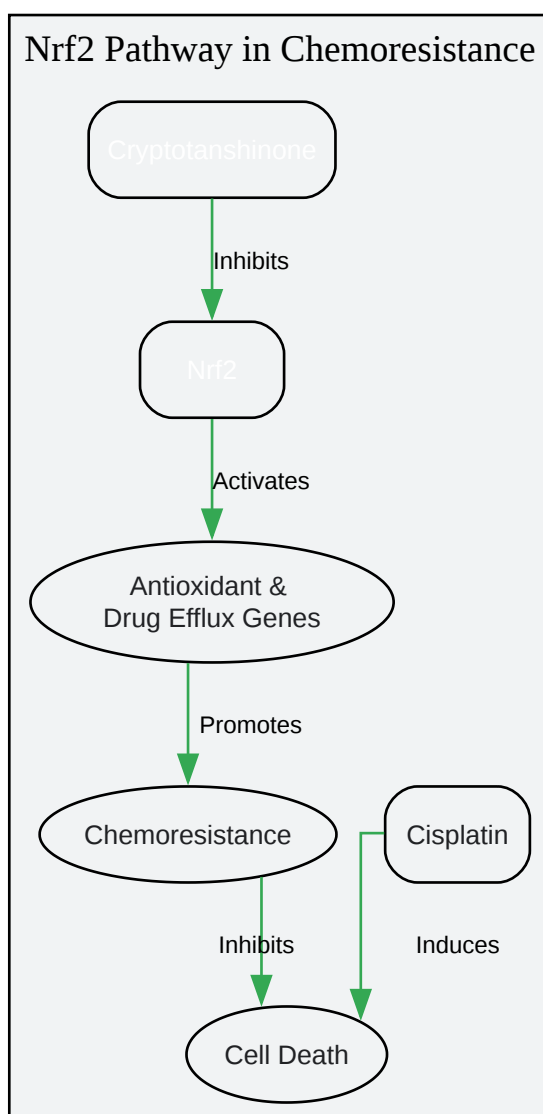 Nrf2 Pathway in Chemoresistance
Cryptotanshinone
Inhibits
Nrf2
Activates
Antioxidant &
Drug Efflux Genes
Promotes
Chemoresistance
Cisplatin
Inhibits
Induces
Cell Death